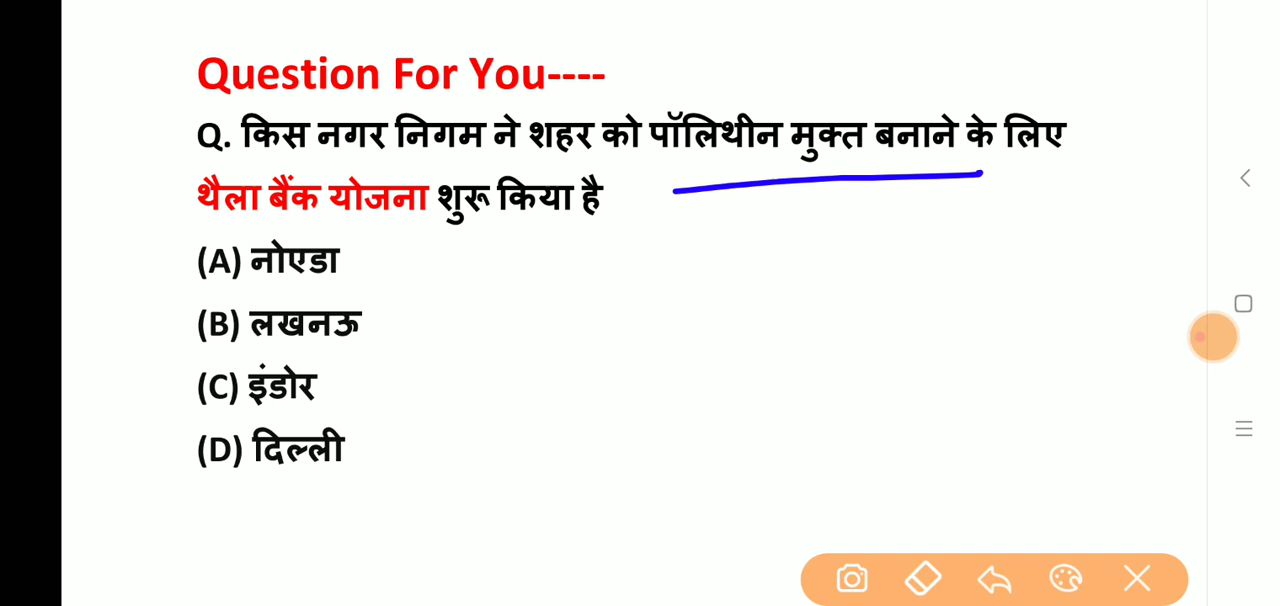 Question For You----
Q. किस नगर निगम ने शहर को पॉलिथीन मुक्त बनाने के लिए
थैला बैंक योजना शुरू किया है
(A) नोएडा
(B) लखनऊ
(C) इंडोर
(D) दिल्ली